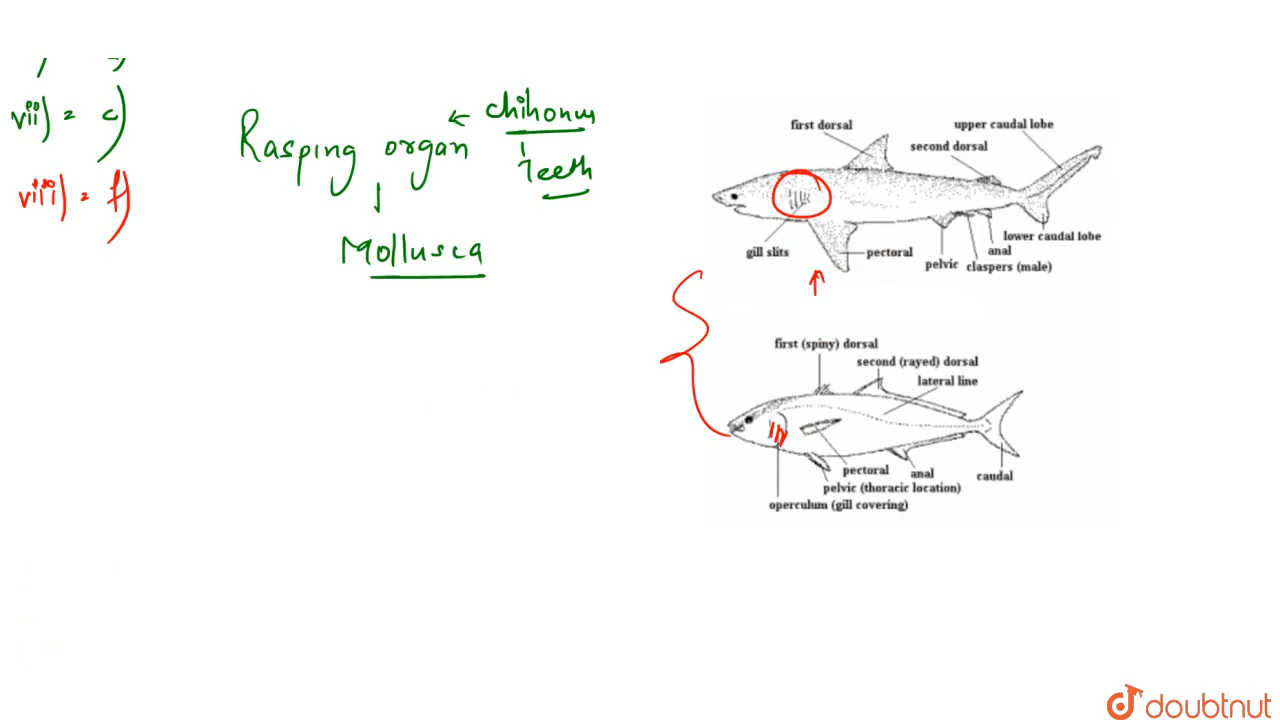 vii) = c)
viii) = f)
Rasping organ ← chihonus
teeth
Mollusca
first dorsal
upper caudal lobe
second dorsal
gill slits
pectoral
pelvic
claspers (male)
anal
lower caudal lobe
first (spiny) dorsal
second (rayed) dorsal
lateral line
pectoral
anal
caudal
pelvic (thoracic location)
operculum (gill covering)
doubtnut